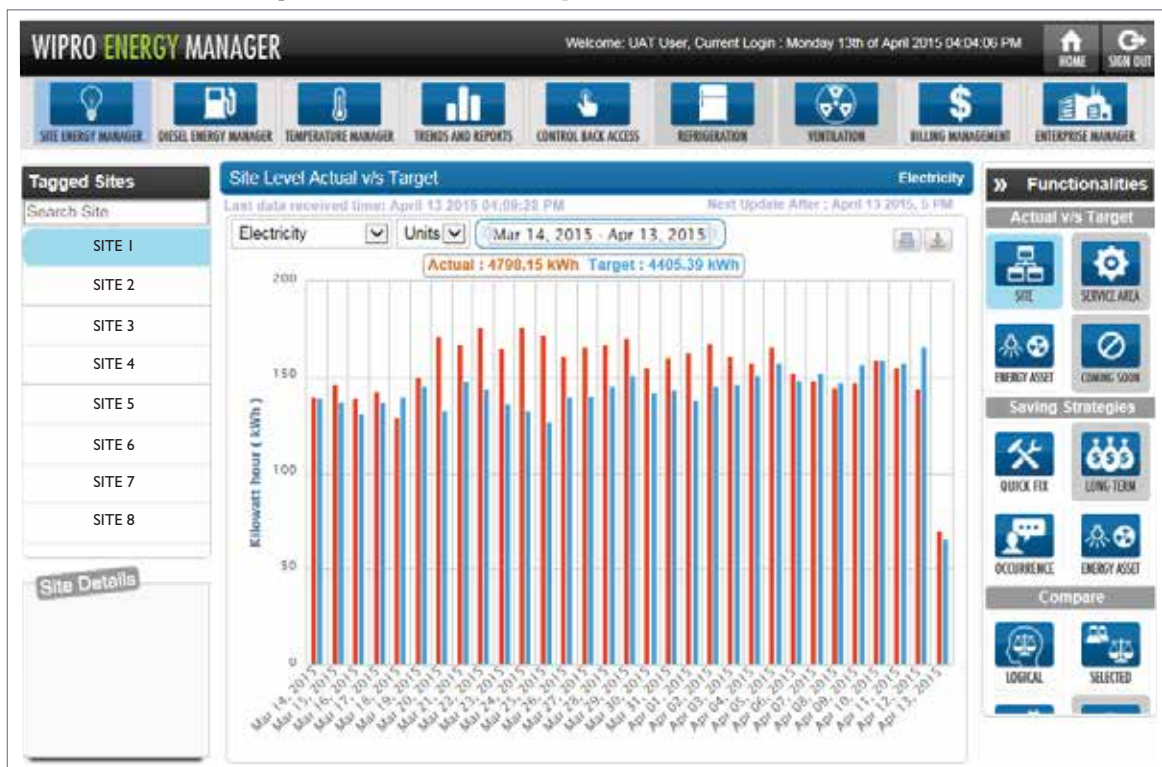 WIPRO ENERGY MANAGER
Welcome: UAT User, Current Login : Monday 13th of April 2015 04:04:06 PM
HOME
SIGN OUT
SITE ENERGY MANAGER
DIESEL ENERGY MANAGER
TEMPERATURE MANAGER
TRENDS AND REPORTS
CONTROL BACK ACCESS
REFRIGERATION
VENTILATION
BILLING MANAGEMENT
ENTERPRISE MANAGER
Tagged Sites
Search Site
SITE 1
SITE 2
SITE 3
SITE 4
SITE 5
SITE 6
SITE 7
SITE 8
Site Details
Site Level Actual v/s Target
Electricity
Last data received time: April 13 2015 04:09:28 PM
Next Update After : April 13 2015, 5 PM
Electricity
Units
Mar 14, 2015 - Apr 13, 2015
Actual : 4798.15 kWh Target : 4405.39 kWh
Kilowatt hour ( kWh )
200
150
100
50
0
Mar 14, 2015
Mar 15, 2015
Mar 16, 2015
Mar 17, 2015
Mar 18, 2015
Mar 19, 2015
Mar 20, 2015
Mar 21, 2015
Mar 22, 2015
Mar 23, 2015
Mar 24, 2015
Mar 25, 2015
Mar 26, 2015
Mar 27, 2015
Mar 28, 2015
Mar 29, 2015
Mar 30, 2015
Mar 31, 2015
Apr 01, 2015
Apr 02, 2015
Apr 03, 2015
Apr 04, 2015
Apr 05, 2015
Apr 06, 2015
Apr 07, 2015
Apr 08, 2015
Apr 09, 2015
Apr 10, 2015
Apr 11, 2015
Apr 12, 2015
Apr 13, 2015
» Functionalities
Actual v/s Target
SITE
SERVICE AREA
ENERGY ASSET
COMING SOON
Saving Strategies
QUICK FIX
LONG TERM
OCCURRENCE
ENERGY ASSET
Compare
LOGICAL
SELECTED